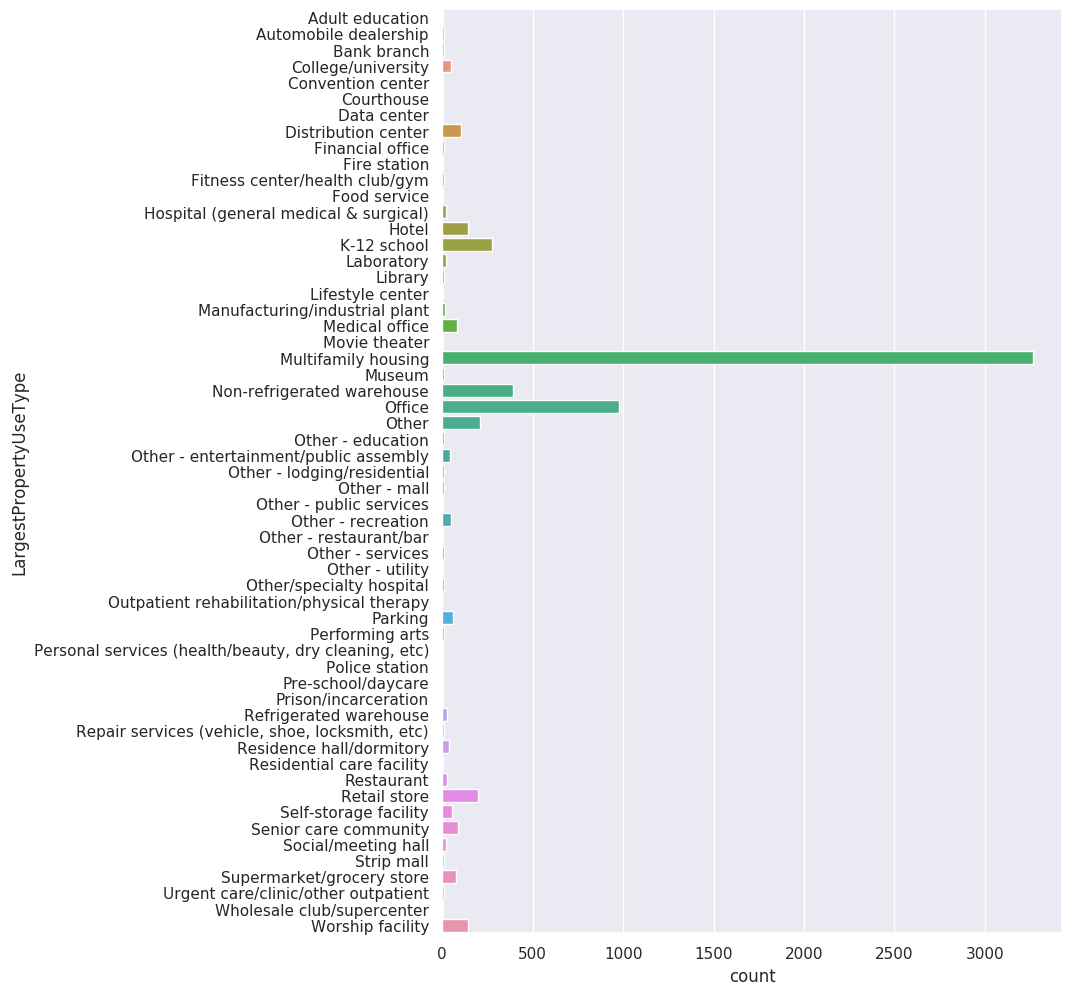 Adult education
Automobile dealership
Bank branch
College/university
Convention center
Courthouse
Data center
Distribution center
Financial office
Fire station
Fitness center/health club/gym
Food service
Hospital (general medical & surgical)
Hotel
K-12 school
Laboratory
Library
Lifestyle center
Manufacturing/industrial plant
Medical office
Movie theater
Multifamily housing
Museum
Non-refrigerated warehouse
Office
Other
Other - education
Other - entertainment/public assembly
Other - lodging/residential
Other - mall
Other - public services
Other - recreation
Other - restaurant/bar
Other - services
Other - utility
Other/specialty hospital
Outpatient rehabilitation/physical therapy
Parking
Performing arts
Personal services (health/beauty, dry cleaning, etc)
Police station
Pre-school/daycare
Prison/incarceration
Refrigerated warehouse
Repair services (vehicle, shoe, locksmith, etc)
Residence hall/dormitory
Residential care facility
Restaurant
Retail store
Self-storage facility
Senior care community
Social/meeting hall
Strip mall
Supermarket/grocery store
Urgent care/clinic/other outpatient
Wholesale club/supercenter
Worship facility
LargestPropertyUseType
0 500 1000 1500 2000 2500 3000
count